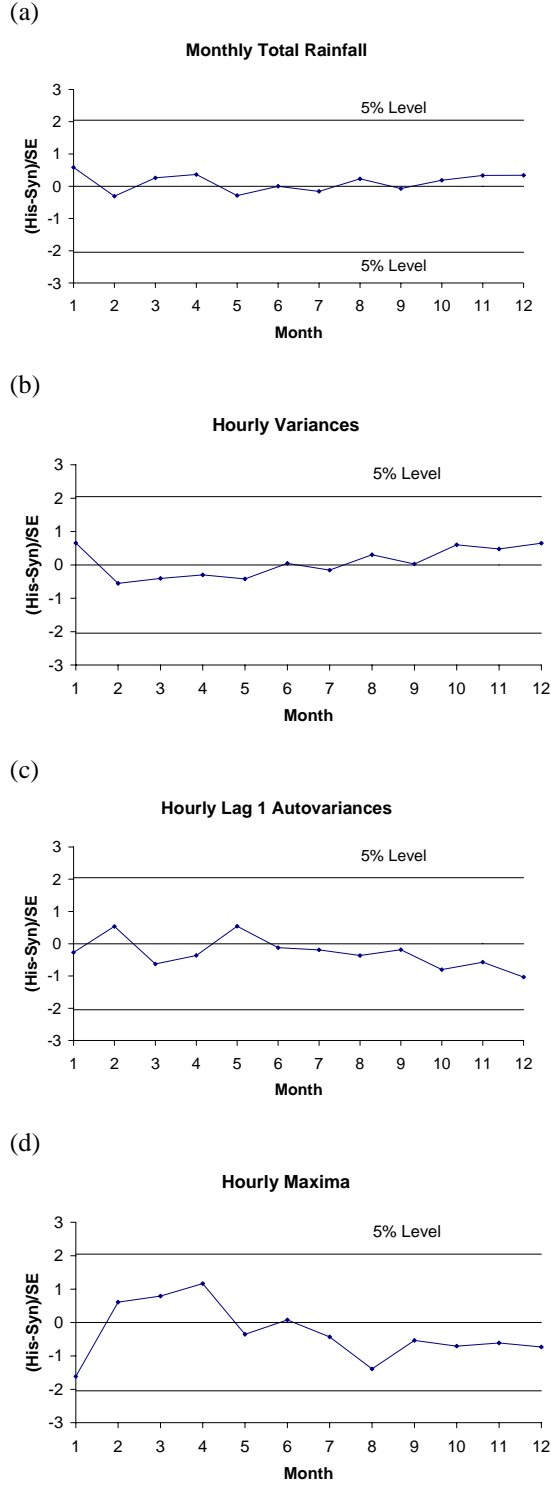 (a)
Monthly Total Rainfall
5% Level
3
2
1
0
-1
-2
-3
(His-Syn)/SE
5% Level
1 2 3 4 5 6 7 8 9 10 11 12
Month
(b)
Hourly Variances
5% Level
3
2
1
0
-1
-2
-3
(His-Syn)/SE
1 2 3 4 5 6 7 8 9 10 11 12
Month
(c)
Hourly Lag 1 Autovariances
5% Level
3
2
1
0
-1
-2
-3
(His-Syn)/SE
1 2 3 4 5 6 7 8 9 10 11 12
Month
(d)
Hourly Maxima
5% Level
3
2
1
0
-1
-2
-3
(His-Syn)/SE
1 2 3 4 5 6 7 8 9 10 11 12
Month